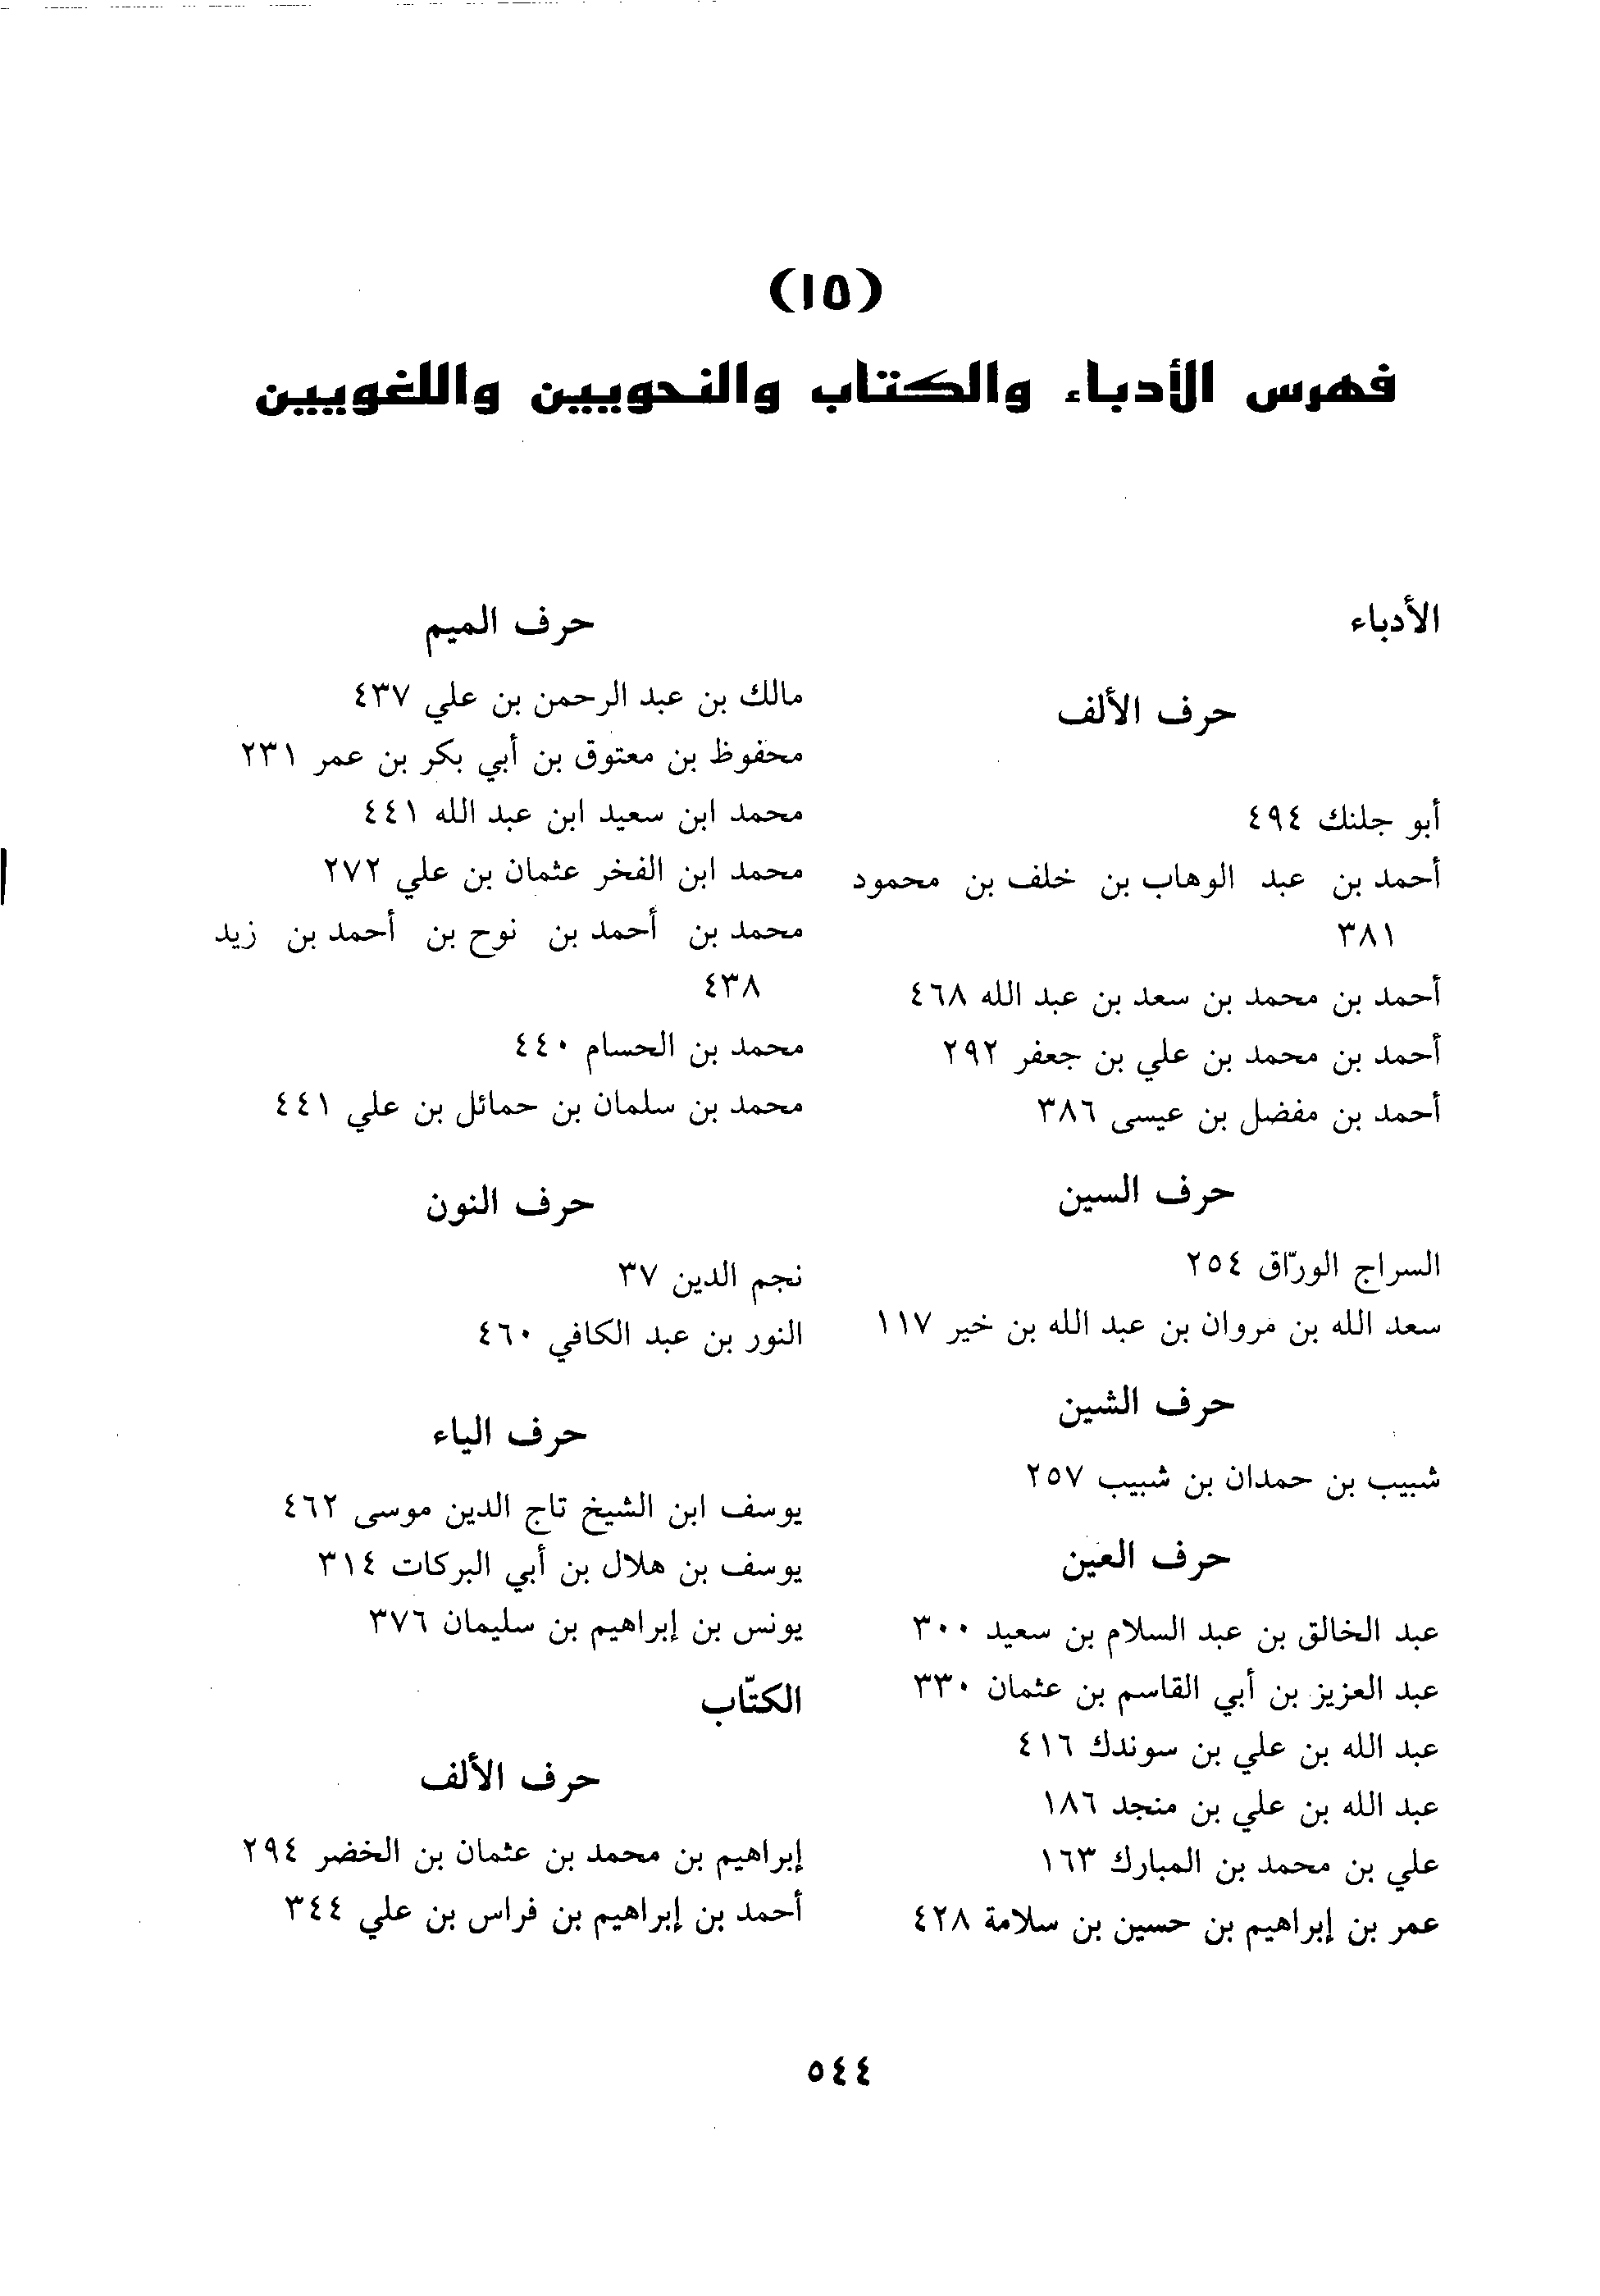 (١٥)
فهرس الأدباء والكتاب والنحويين واللغويين
الأدباء
حرف الألف
أبو جلنك ٤٩٤
أحمد بن عبد الوهاب بن خلف بن محمود
٣٨١
أحمد بن محمد بن سعد بن عبد الله ٤٦٨
أحمد بن محمد بن علي بن جعفر ٢٩٢
أحمد بن مفضل بن عيسى ٣٨٦
حرف السين
السراج الورّاق ٢٥٤
سعد الله بن مروان بن عبد الله بن خير ١١٧
حرف الشين
شبيب بن حمدان بن شبيب ٢٥٧
حرف العين
عبد الخالق بن عبد السلام بن سعيد ٣٠٠
عبد العزيز بن أبي القاسم بن عثمان ٣٣٠
عبد الله بن علي بن سوندك ٤١٦
عبد الله بن علي بن منجد ١٨٦
علي بن محمد بن المبارك ١٦٣
عمر بن إبراهيم بن حسين بن سلامة ٤٢٨
حرف الميم
مالك بن عبد الرحمن بن علي ٤٣٧
محفوظ بن معتوق بن أبي بكر بن عمر ٢٣١
محمد ابن سعيد ابن عبد الله ٤٤١
محمد ابن الفخر عثمان بن علي ٢٧٢
محمد بن أحمد بن نوح بن أحمد بن زيد
٤٣٨
محمد بن الحسام ٤٤٠
محمد بن سلمان بن حمائل بن علي ٤٤١
حرف النون
نجم الدين ٣٧
النور بن عبد الكافي ٤٦٠
حرف الياء
يوسف ابن الشيخ تاج الدين موسى ٤٦٢
يوسف بن هلال بن أبي البركات ٣١٤
يونس بن إبراهيم بن سليمان ٣٧٦
الكتّاب
حرف الألف
إبراهيم بن محمد بن عثمان بن الخضر ٢٩٤
أحمد بن إبراهيم بن فراس بن علي ٣٤٤
٥٤٤